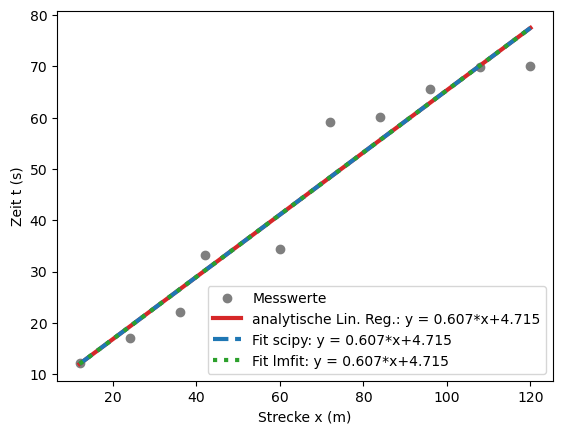 80
70
60
50
40
30
20
10
Zeit t (s)
Messwerte
analytische Lin. Reg.: y = 0.607*x+4.715
Fit scipy: y = 0.607*x+4.715
Fit lmfit: y = 0.607*x+4.715
20 40 60 80 100 120
Strecke x (m)